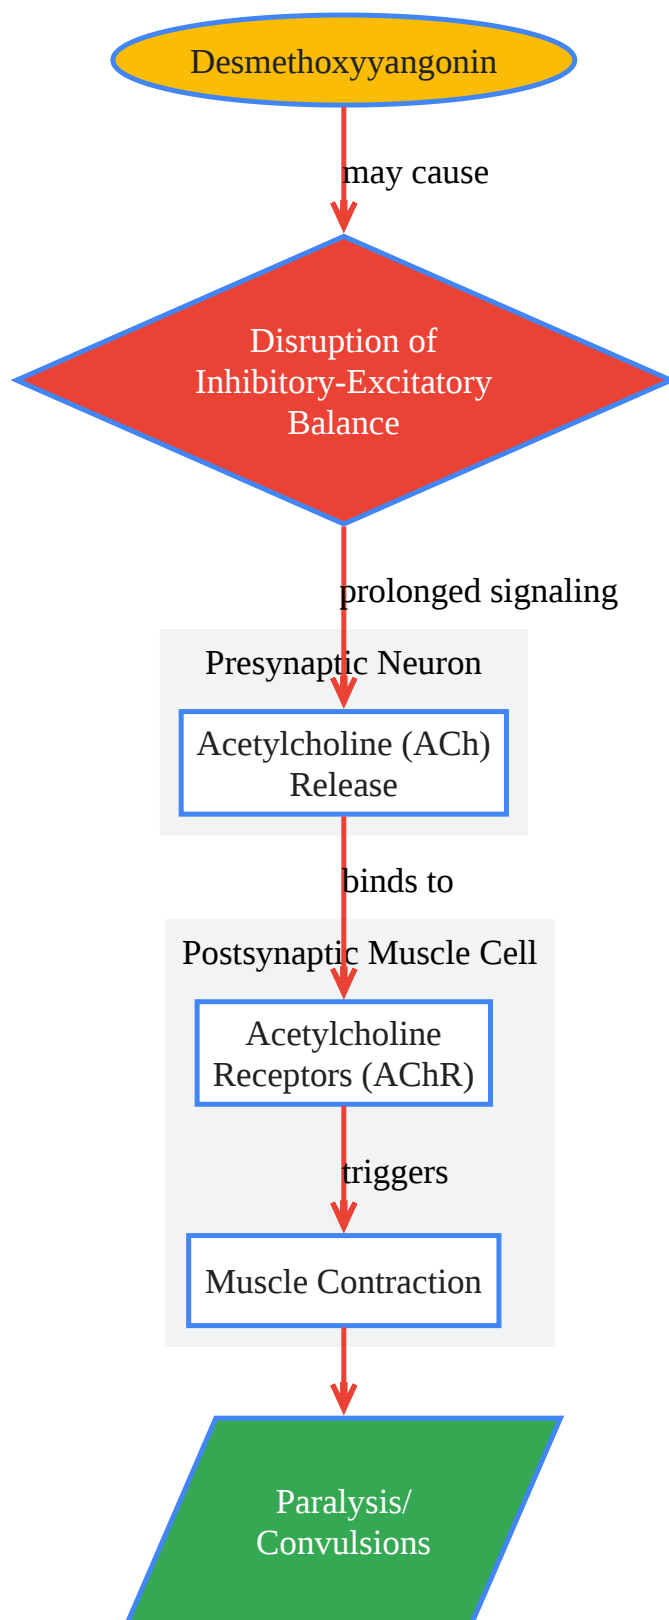 Desmethoxyyangonin
may cause
Disruption of
Inhibitory-Excitatory
Balance
prolonged signaling
Presynaptic Neuron
Acetylcholine (ACh)
Release
binds to
Postsynaptic Muscle Cell
Acetylcholine
Receptors (AChR)
triggers
Muscle Contraction
Paralysis/
Convulsions